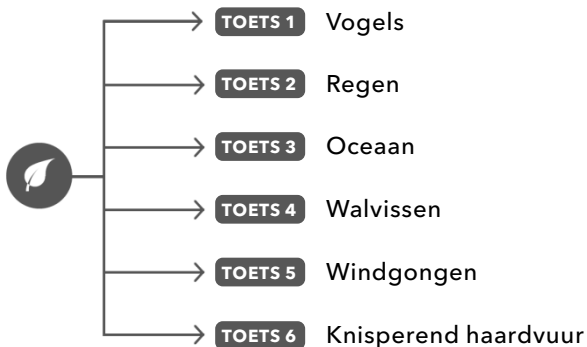 TOETS 1 Vogels
TOETS 2 Regen
TOETS 3 Oceaan
TOETS 4 Walvissen
TOETS 5 Windgongen
TOETS 6 Knisperend haardvuur